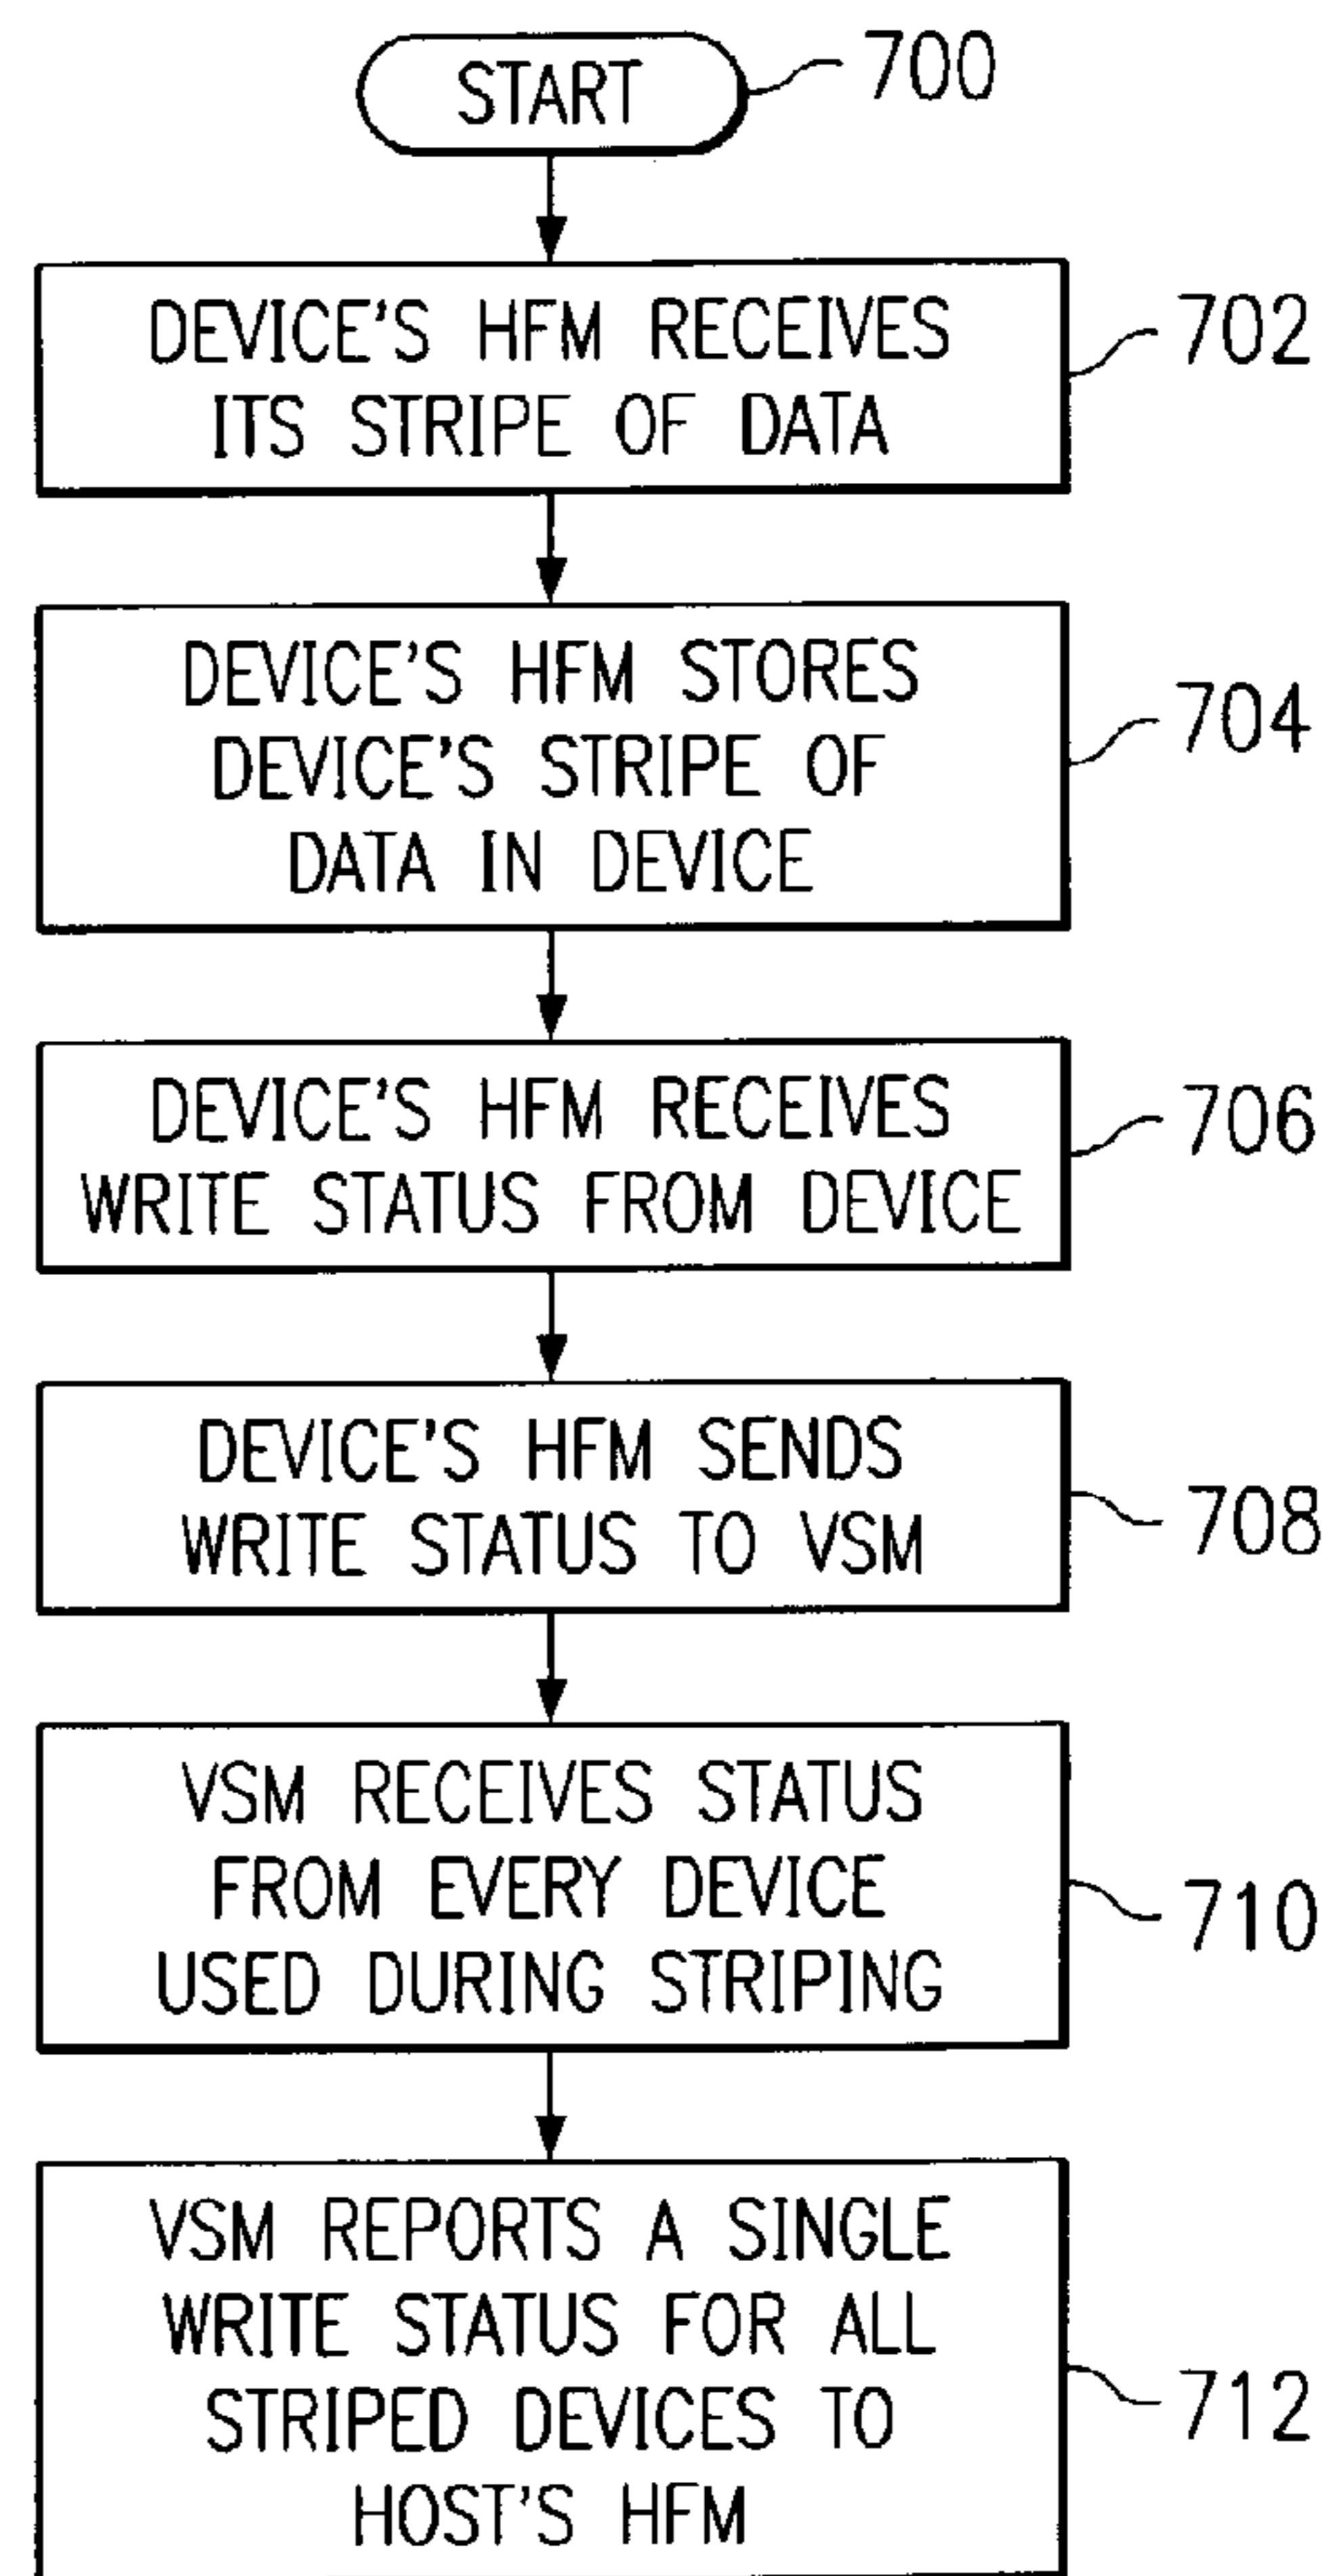 START
700
DEVICE'S HFM RECEIVES
ITS STRIPE OF DATA
702
DEVICE'S HFM STORES
DEVICE'S STRIPE OF
DATA IN DEVICE
704
DEVICE'S HFM RECEIVES
WRITE STATUS FROM DEVICE
706
DEVICE'S HFM SENDS
WRITE STATUS TO VSM
708
VSM RECEIVES STATUS
FROM EVERY DEVICE
USED DURING STRIPING
710
VSM REPORTS A SINGLE
WRITE STATUS FOR ALL
STRIPED DEVICES TO
HOST'S HFM
712